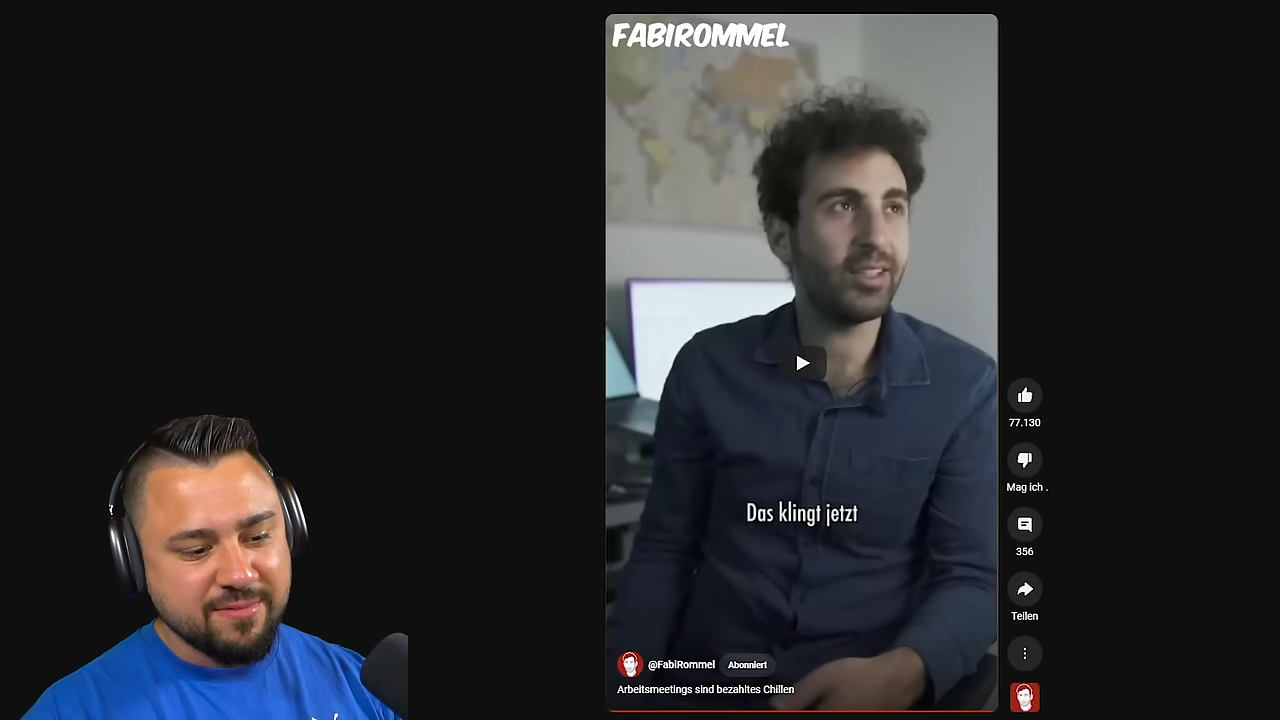 FABIROMMEL
Das klingt jetzt
@FabiRommel Abonniert
Arbeitsmeetings sind bezahltes Chillen
77.130
Mag ich .
356
Teilen